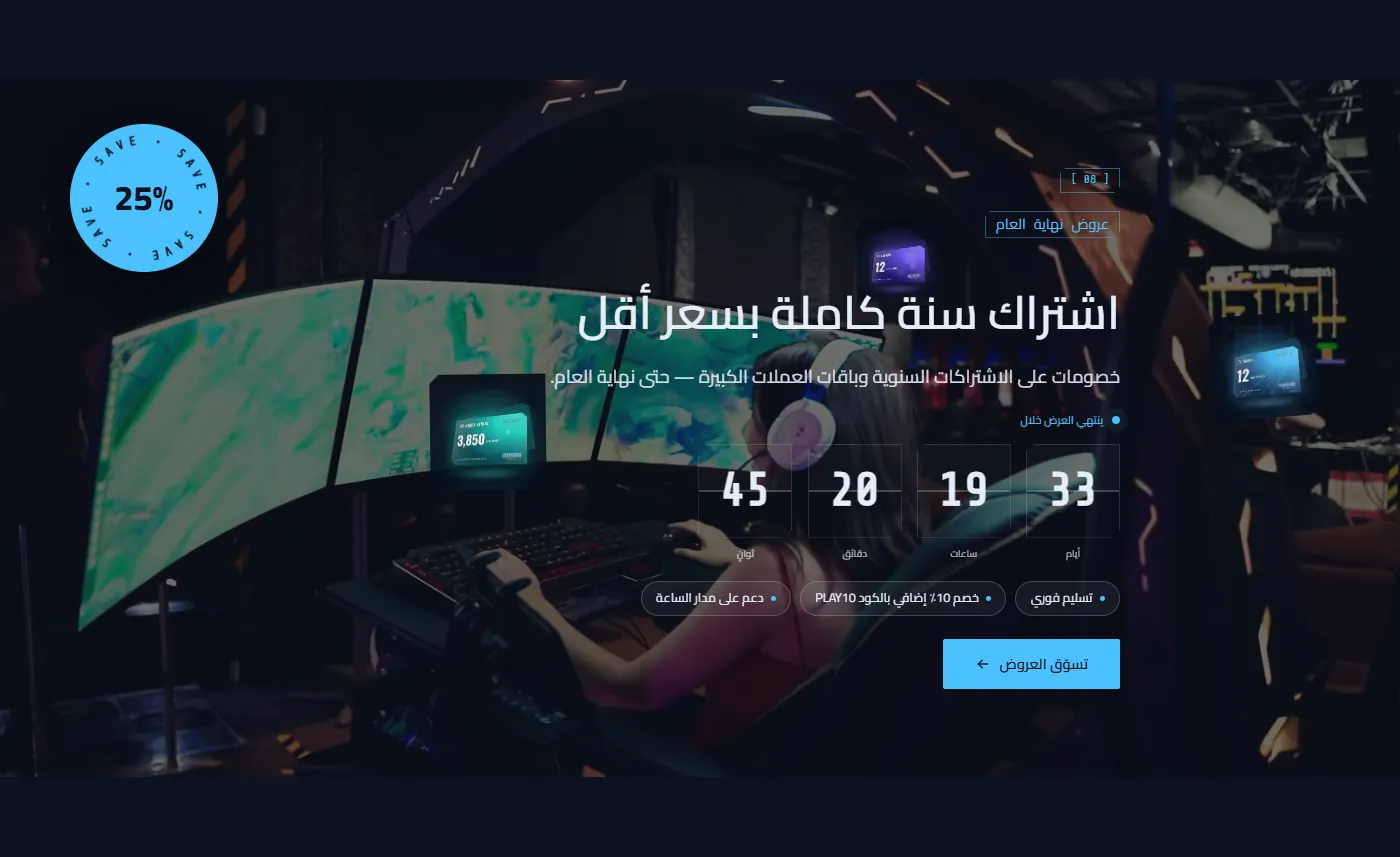 SAVE · SAVE · SAVE · SAVE ·
25%
[ 08 ]
عروض نهاية العام
12
اشتراك سنة كاملة بسعر أقل
12
خصومات على الاشتراكات السنوية وباقات العملات الكبيرة — حتى نهاية العام.
3,850
ينتهي العرض خلال
33 19 20 45
أيام ساعات دقائق ثوانٍ
تسليم فوري
خصم 10٪ إضافي بالكود PLAY10
دعم على مدار الساعة
تسوّق العروض ←